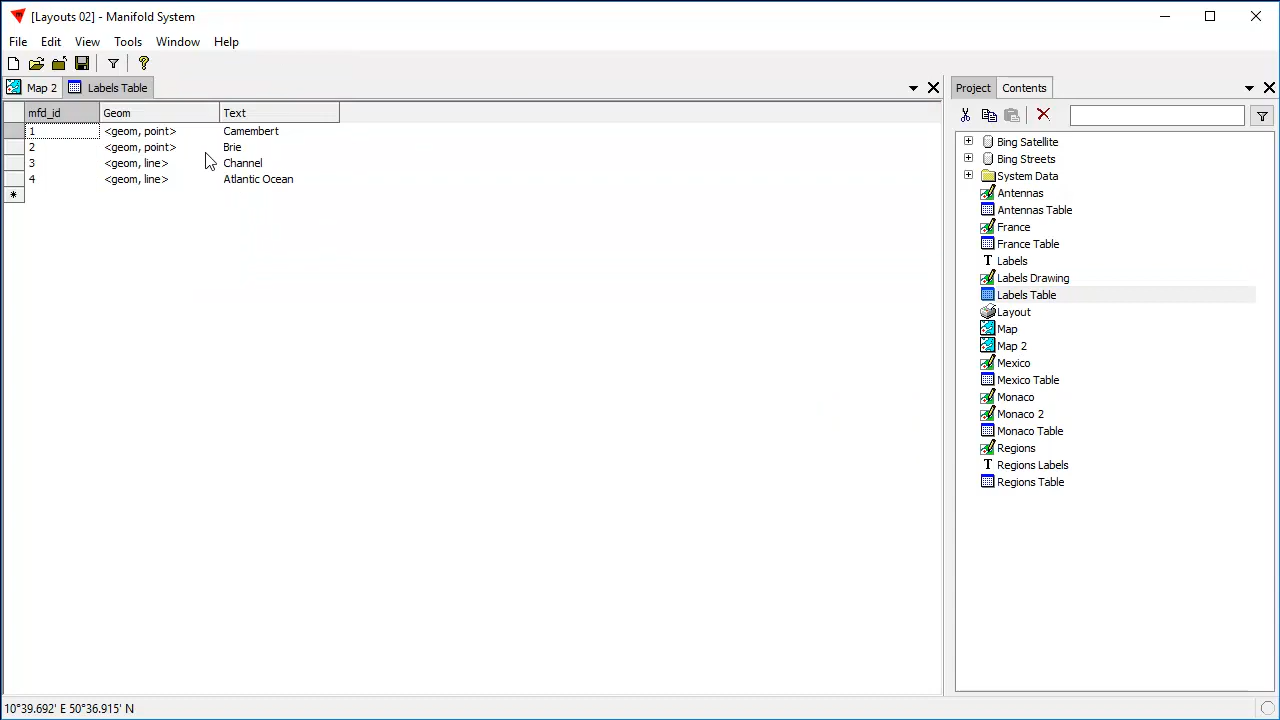 [Layouts 02] - Manifold System
File Edit View Tools Window Help
Map 2 Labels Table
Project Contents
mfd_id Geom Text
1 <geom, point> Camembert
2 <geom, point> Brie
3 <geom, line> Channel
4 <geom, line> Atlantic Ocean
Bing Satellite
Bing Streets
System Data
Antennas
Antennas Table
France
France Table
Labels
Labels Drawing
Labels Table
Layout
Map
Map 2
Mexico
Mexico Table
Monaco
Monaco 2
Monaco Table
Regions
Regions Labels
Regions Table
10°39.692' E 50°36.915' N